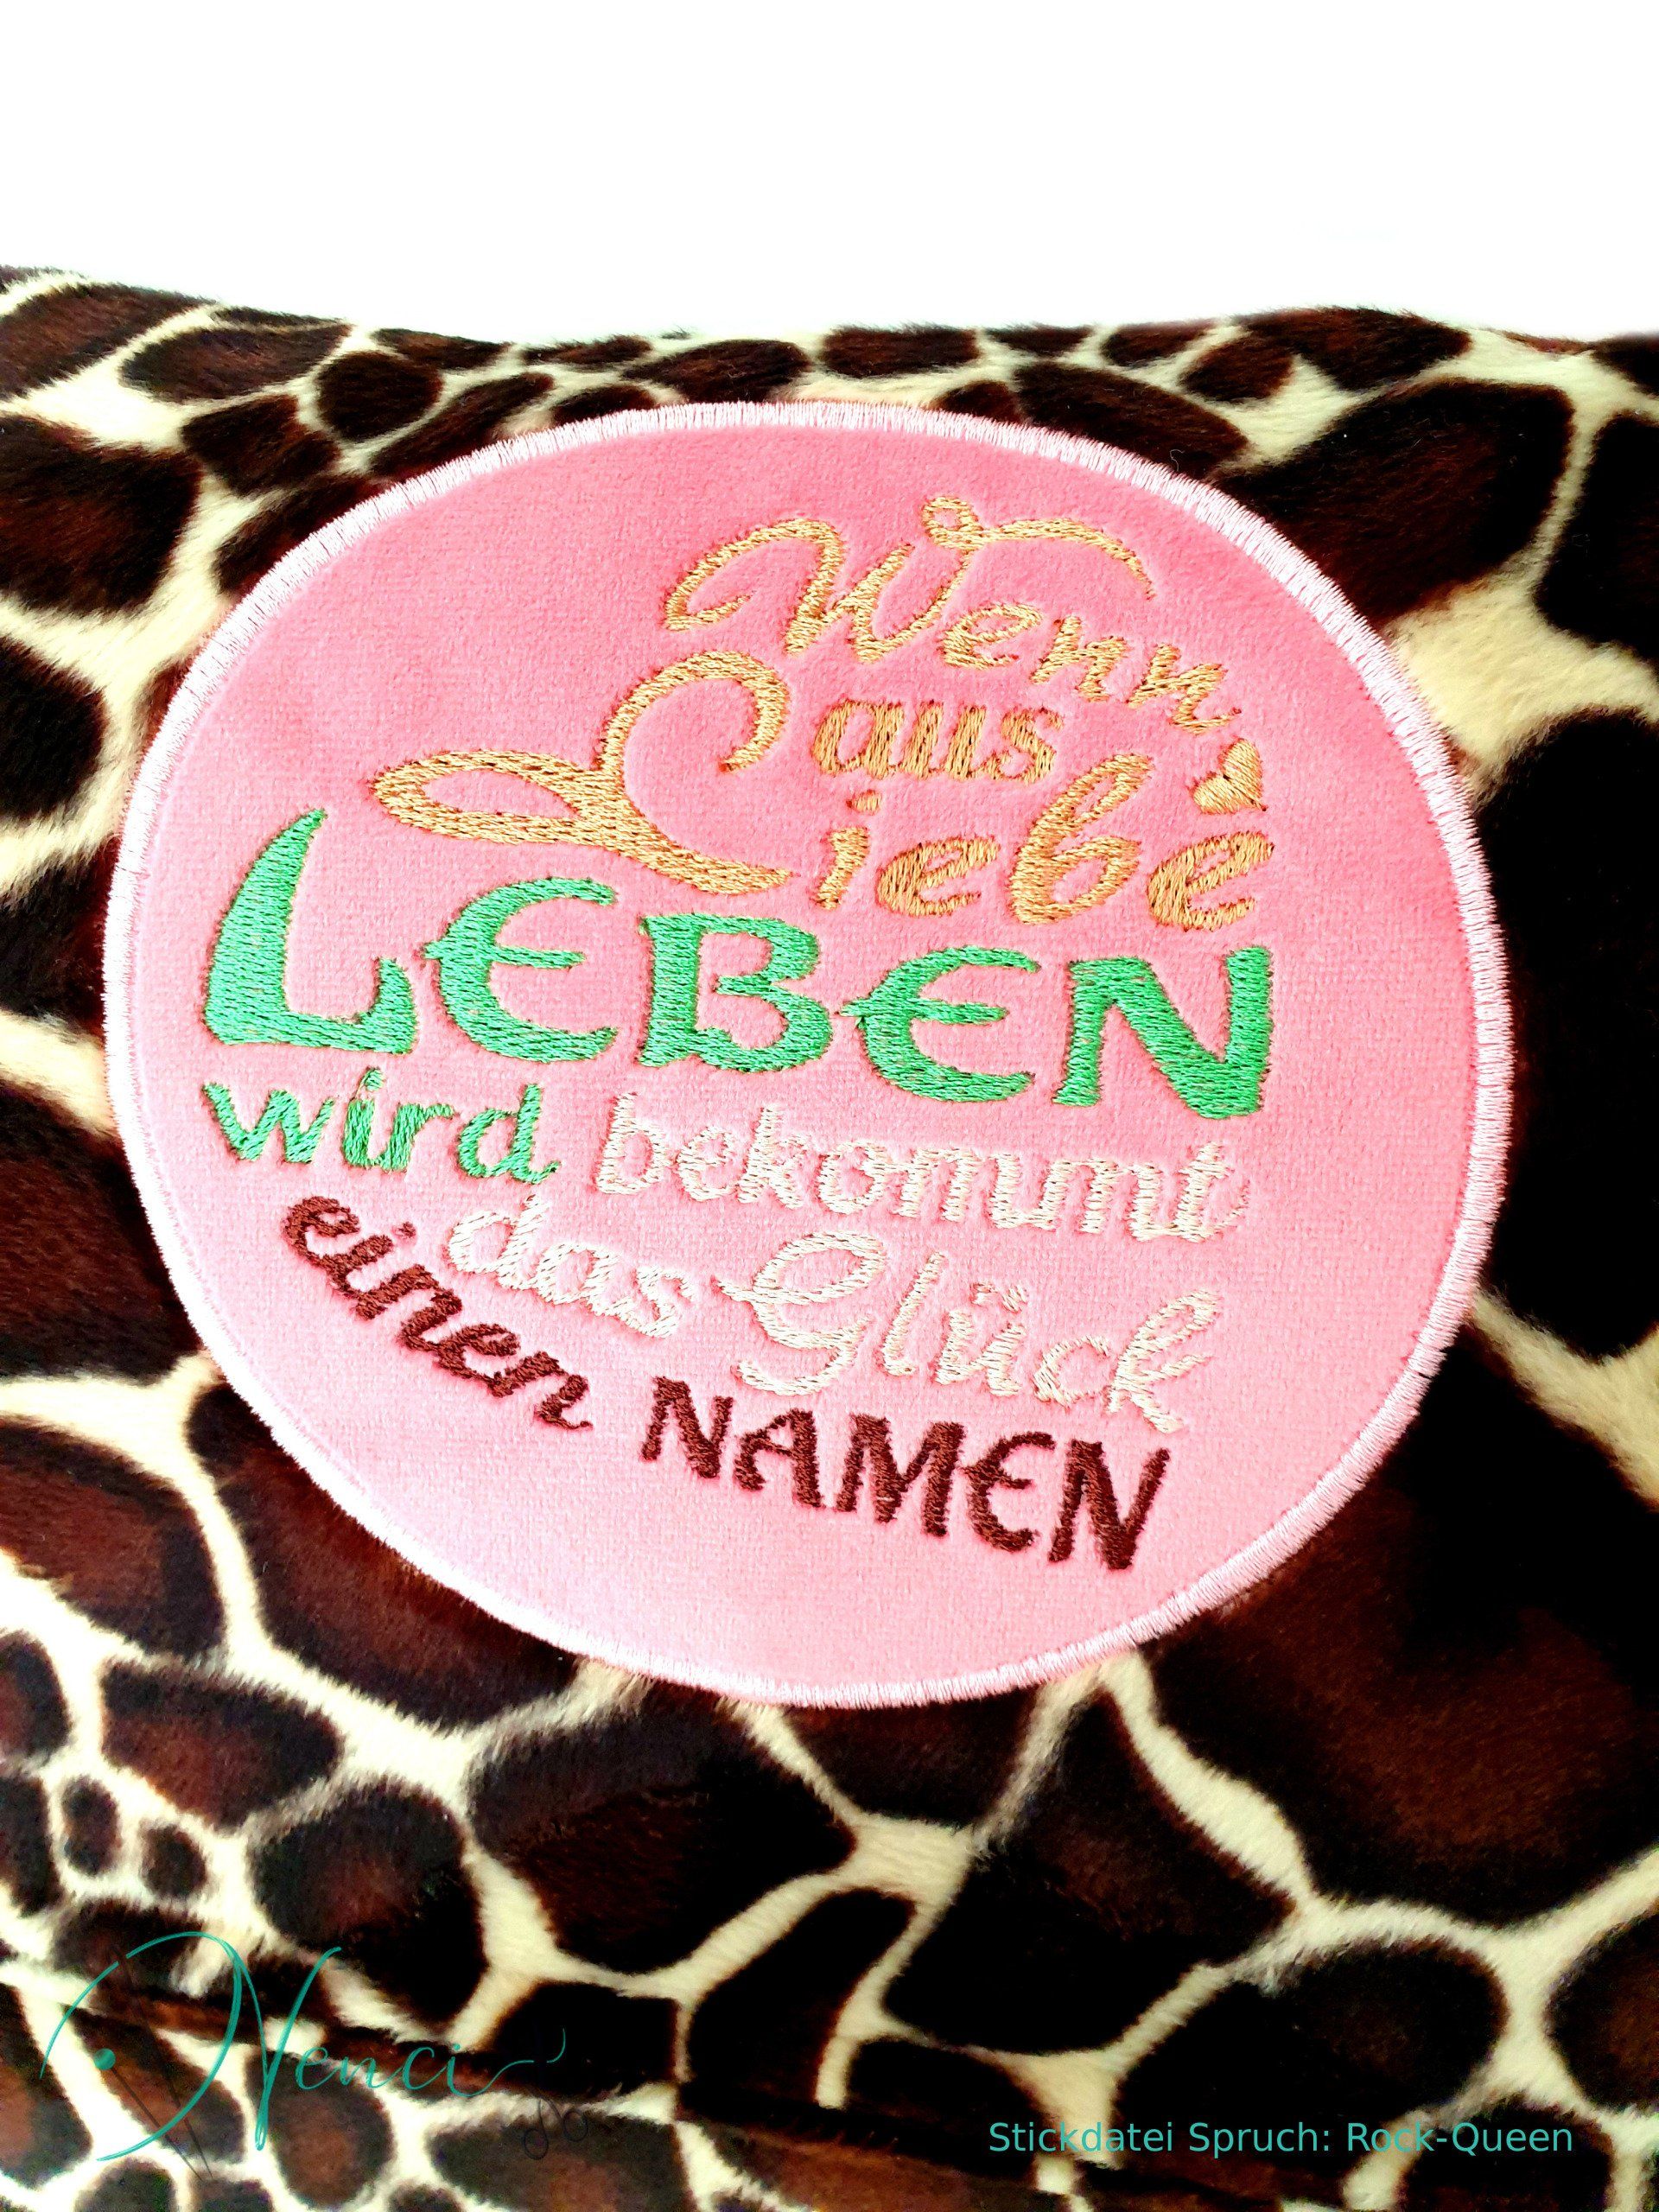 Wenn
aus
Liebe
LEBEN
wird bekommt
das Glück
einen NAMEN
Nenci
Stickdatei Spruch: Rock-Queen